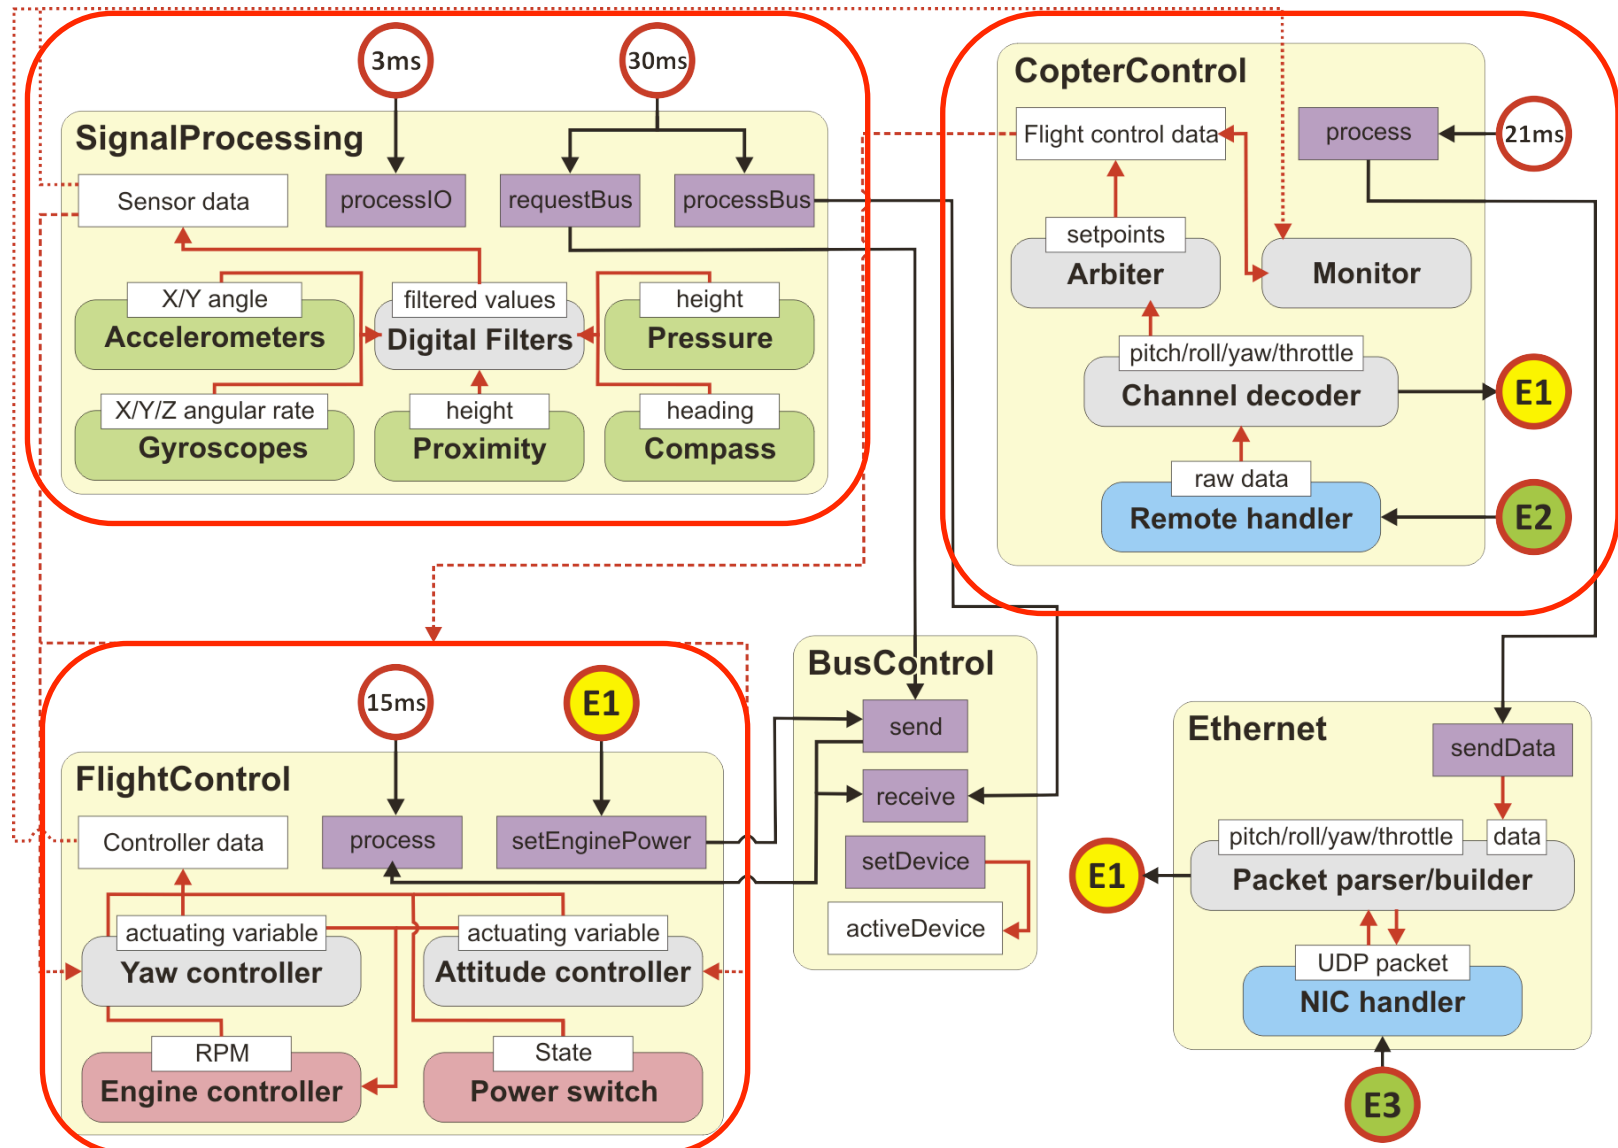 3ms
30ms
SignalProcessing
Sensor data
processIO
requestBus
processBus
X/Y angle
filtered values
height
Accelerometers
Digital Filters
Pressure
X/Y/Z angular rate
height
heading
Gyroscopes
Proximity
Compass
CopterControl
Flight control data
process
21ms
setpoints
Arbiter
Monitor
pitch/roll/yaw/throttle
Channel decoder
E1
raw data
Remote handler
E2
15ms
E1
FlightControl
Controller data
process
setEnginePower
actuating variable
actuating variable
Yaw controller
Attitude controller
RPM
State
Engine controller
Power switch
BusControl
send
receive
setDevice
activeDevice
Ethernet
sendData
pitch/roll/yaw/throttle
data
E1
Packet parser/builder
UDP packet
NIC handler
E3